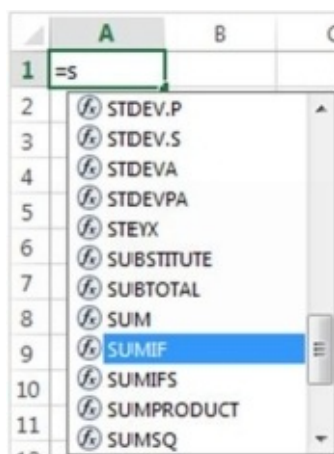 A B
1 =s
2 STDEV.P
3 STDEV.S
4 STDEVA
5 STDEVPA
6 STEYX
SUBSTITUTE
7 SUBTOTAL
8 SUM
9 SUMIF
10 SUMIFS
11 SUMPRODUCT
SUMSQ